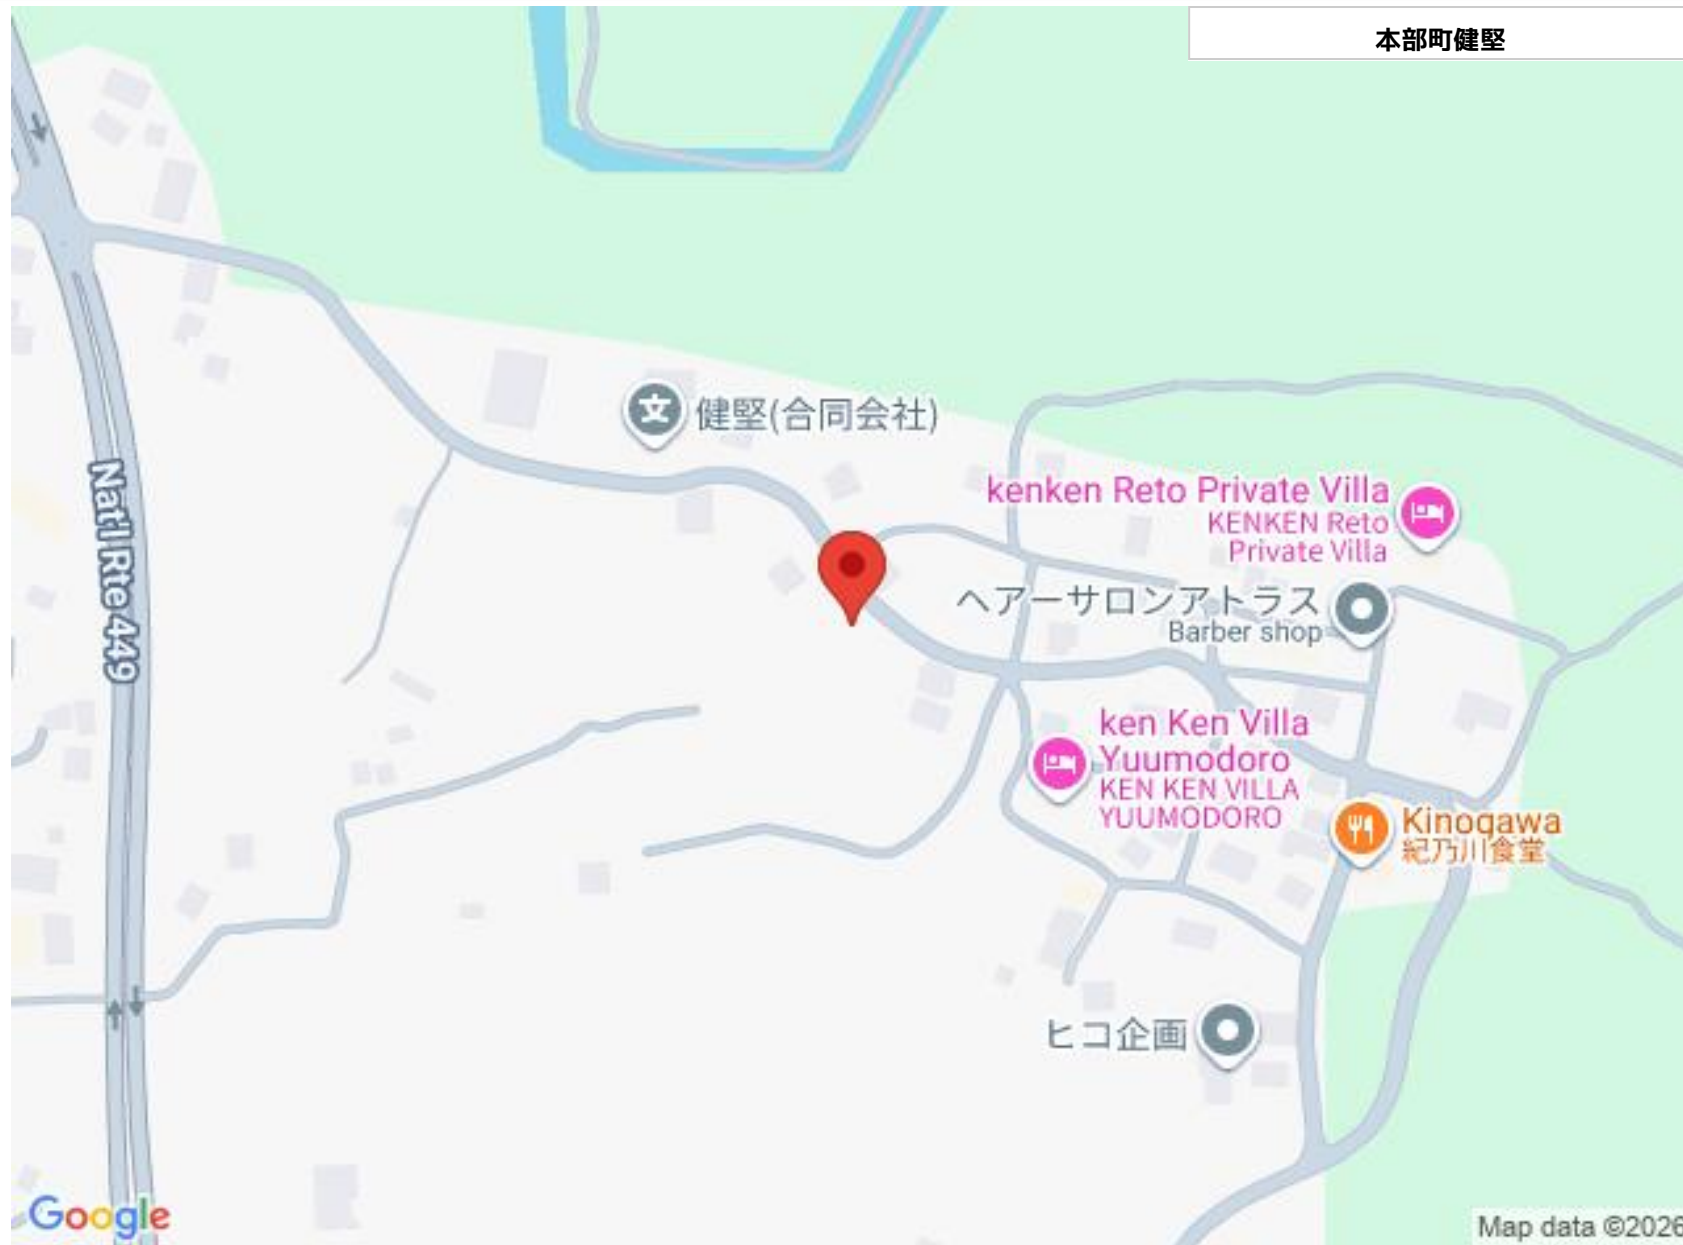 本部町健堅
健堅(合同会社)
kenken Reto Private Villa
KENKEN Reto
Private Villa
ヘアーサロンアトラス
Barber shop
Nat'l Rte 449
ken Ken Villa
Yuumodoro
KEN KEN VILLA
YUUMODORO
Kinogawa
紀乃川食堂
ヒコ企画
Google
Map data ©2026